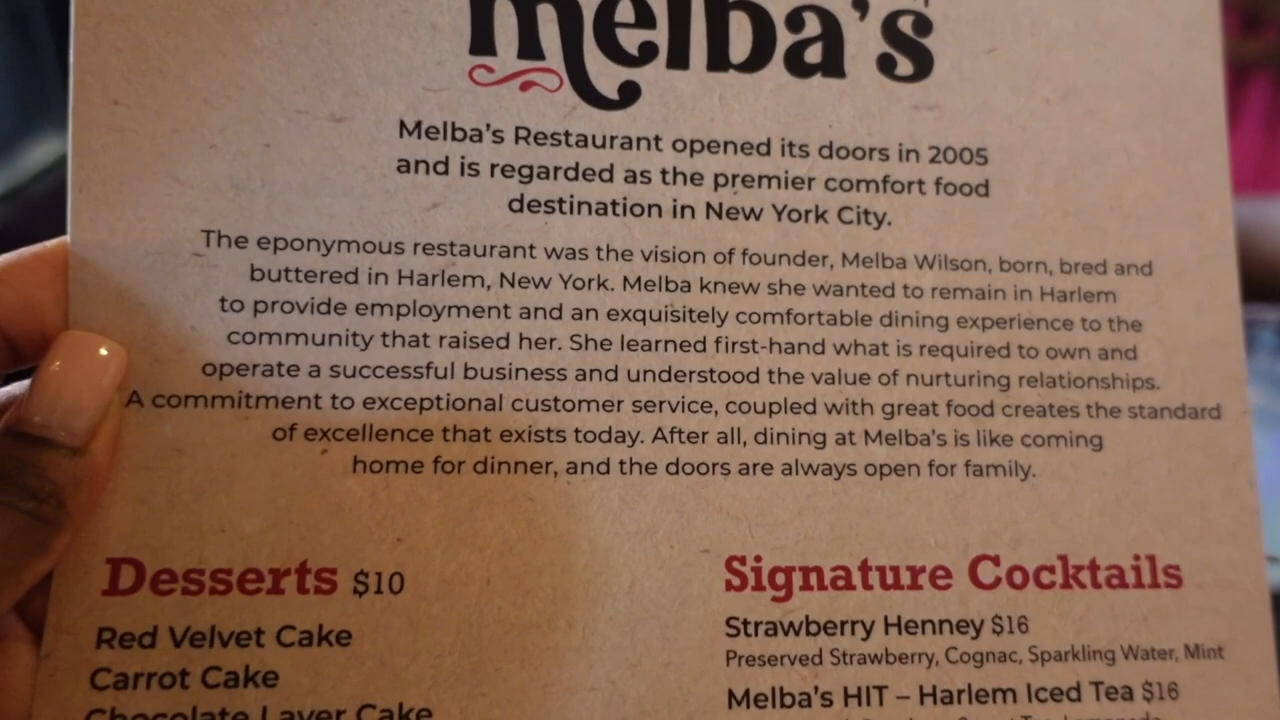 melba's
Melba's Restaurant opened its doors in 2005
and is regarded as the premier comfort food
destination in New York City.
The eponymous restaurant was the vision of founder, Melba Wilson, born, bred and
buttered in Harlem, New York. Melba knew she wanted to remain in Harlem
to provide employment and an exquisitely comfortable dining experience to the
community that raised her. She learned first-hand what is required to own and
operate a successful business and understood the value of nurturing relationships.
A commitment to exceptional customer service, coupled with great food creates the standard
of excellence that exists today. After all, dining at Melba's is like coming
home for dinner, and the doors are always open for family.
Desserts $10
Red Velvet Cake
Carrot Cake
Chocolate Layer Cake
Signature Cocktails
Strawberry Henney $16
Preserved Strawberry, Cognac, Sparkling Water, Mint
Melba's HIT – Harlem Iced Tea $16